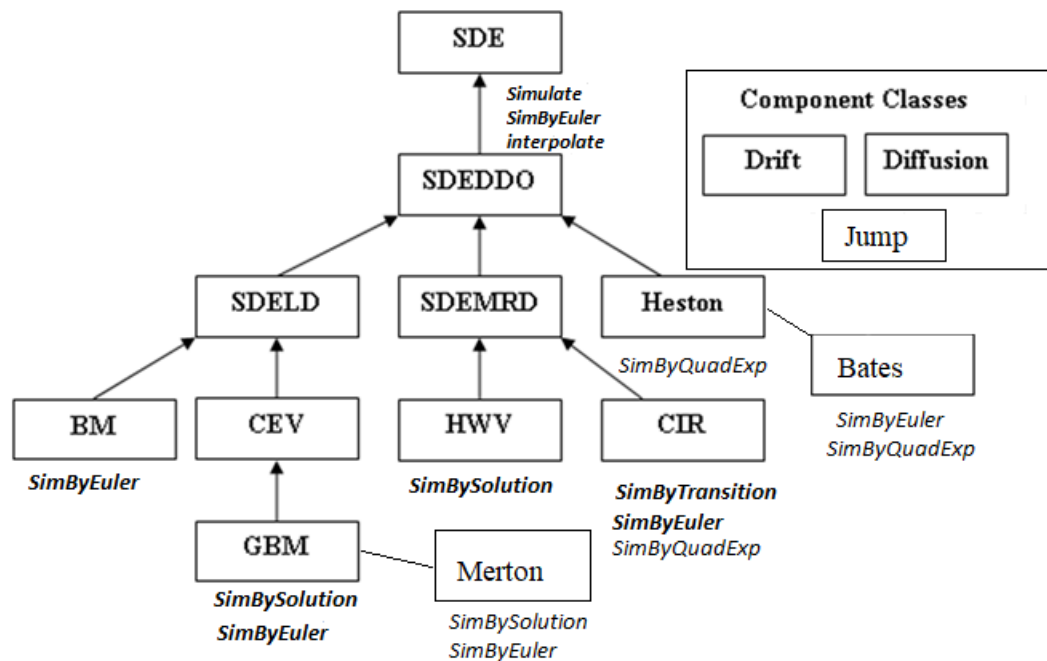 SDE
Simulate
SimByEuler
interpolate
Component Classes
Drift
Diffusion
Jump
SDEDDO
SDELD
SDEMRD
Heston
SimByQuadExp
Bates
SimByEuler
SimByQuadExp
BM
SimByEuler
CEV
HWV
SimBySolution
CIR
SimByTransition
SimByEuler
SimByQuadExp
GBM
SimBySolution
SimByEuler
Merton
SimBySolution
SimByEuler